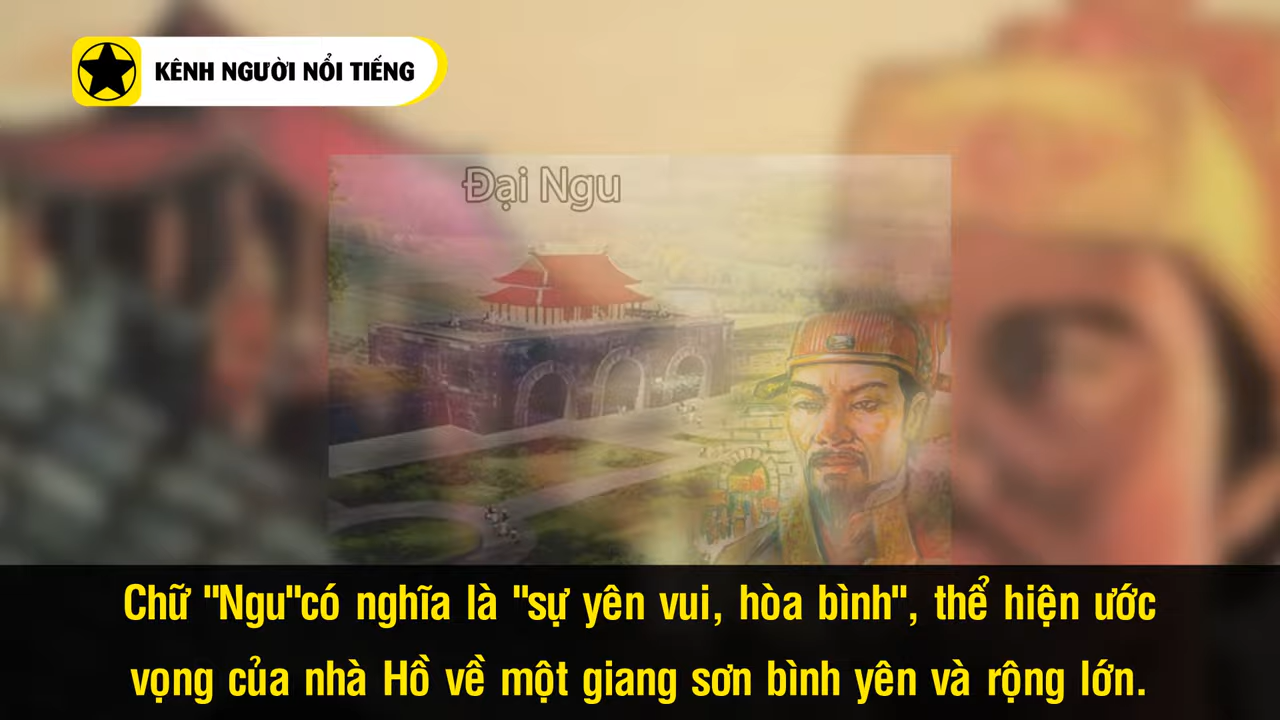 KÊNH NGƯỜI NỔI TIẾNG
Đại Ngu
Chữ "Ngu"có nghĩa là "sự yên vui, hòa bình", thể hiện ước
vọng của nhà Hồ về một giang sơn bình yên và rộng lớn.